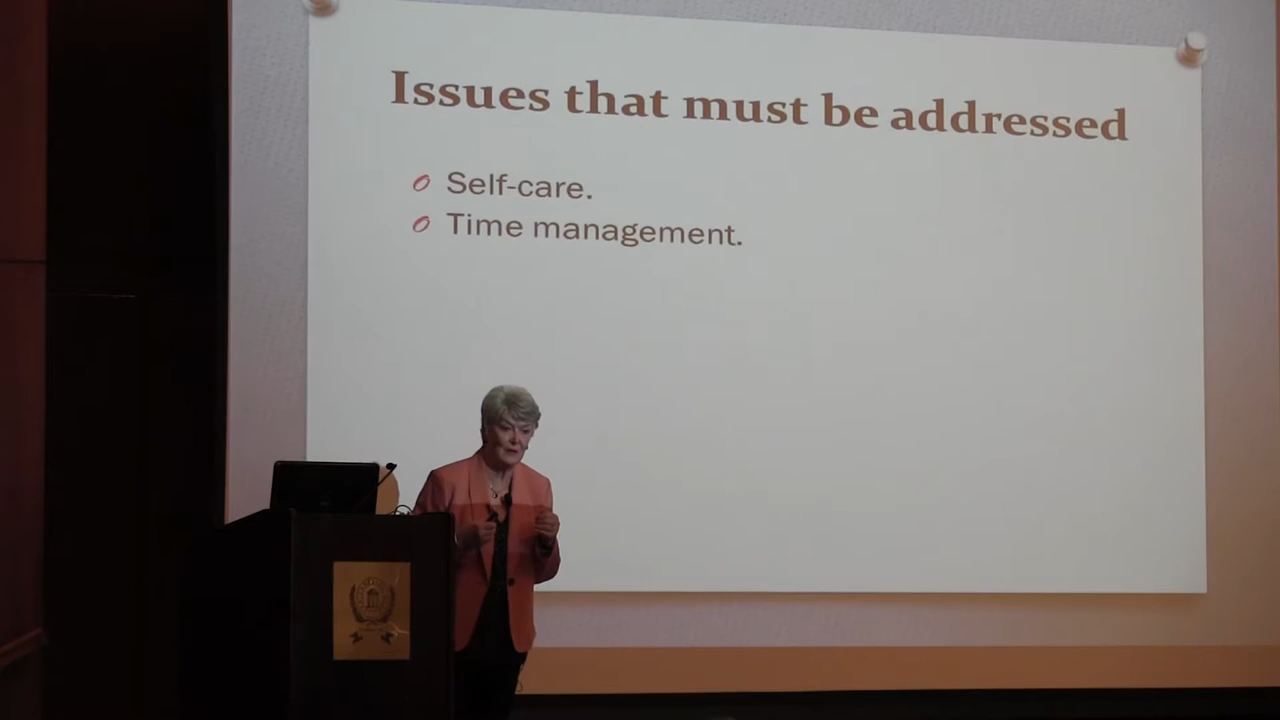 Issues that must be addressed
Self-care.
Time management.